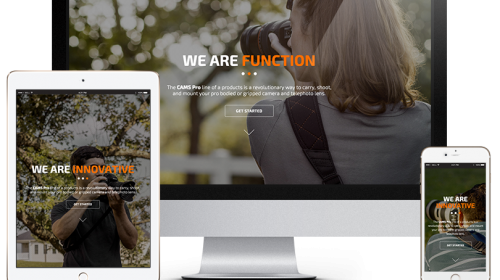 WE ARE FUNCTION
The CAMS Pro line of a products is a revolutionary way to carry, shoot,
and mount your pro bodied or gripped camera and telephoto lens.
GET STARTED
WE ARE INNOVATIVE
The CAMS Pro line of a products is a revolutionary way to carry, shoot,
and mount your pro bodied or gripped camera and telephoto lens.
GET STARTED
WE ARE
INNOVATIVE
GET STARTED